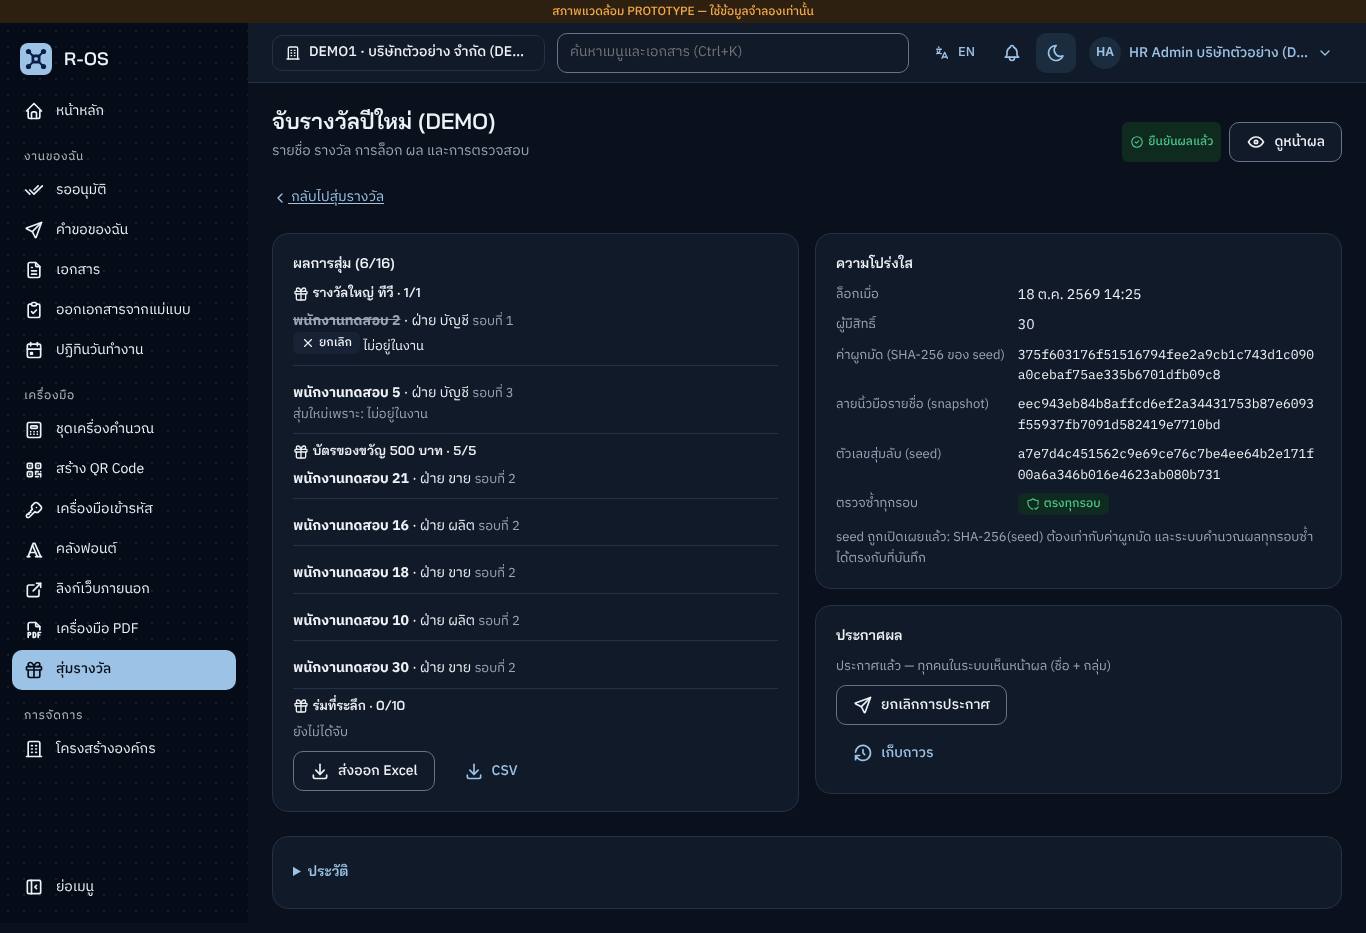 สภาพแวดล้อม PROTOTYPE — ใช้ข้อมูลจำลองเท่านั้น
R-OS
DEMO1 · บริษัทตัวอย่าง จำกัด (DE...
ค้นหาเมนูและเอกสาร (Ctrl+K)
EN
HA
HR Admin บริษัทตัวอย่าง (D...
หน้าหลัก
งานของฉัน
รออนุมัติ
คำขอของฉัน
เอกสาร
ออกเอกสารจากแม่แบบ
ปฏิทินวันทำงาน
เครื่องมือ
ชุดเครื่องคำนวณ
สร้าง QR Code
เครื่องมือเข้ารหัส
คลังฟอนต์
ลิงก์เว็บภายนอก
เครื่องมือ PDF
สุ่มรางวัล
การจัดการ
โครงสร้างองค์กร
ย่อเมนู
จับรางวัลปีใหม่ (DEMO)
รายชื่อ รางวัล การล็อก ผล และการตรวจสอบ
ยืนยันผลแล้ว
ดูหน้าผล
กลับไปสุ่มรางวัล
ผลการสุ่ม (6/16)
รางวัลใหญ่ ทีวี · 1/1
พนักงานทดสอบ 2 · ฝ่าย บัญชี รอบที่ 1
ยกเลิก ไม่อยู่ในงาน
พนักงานทดสอบ 5 · ฝ่าย บัญชี รอบที่ 3
สุ่มใหม่เพราะ: ไม่อยู่ในงาน
บัตรของขวัญ 500 บาท · 5/5
พนักงานทดสอบ 21 · ฝ่าย ขาย รอบที่ 2
พนักงานทดสอบ 16 · ฝ่าย ผลิต รอบที่ 2
พนักงานทดสอบ 18 · ฝ่าย ขาย รอบที่ 2
พนักงานทดสอบ 10 · ฝ่าย ผลิต รอบที่ 2
พนักงานทดสอบ 30 · ฝ่าย ขาย รอบที่ 2
ร่มที่ระลึก · 0/10
ยังไม่ได้จับ
ส่งออก Excel
CSV
ความโปร่งใส
ล็อกเมื่อ 18 ต.ค. 2569 14:25
ผู้มีสิทธิ์ 30
ค่าผูกมัด (SHA-256 ของ seed) 375f603176f51516794fee2a9cb1c743d1c090
a0cebaf75ae335b6701dfb09c8
ลายนิ้วมือรายชื่อ (snapshot) eec943eb84b8affcd6ef2a34431753b87e6093
f55937fb7091d582419e7710bd
ตัวเลขสุ่มลับ (seed) a7e7d4c451562c9e69ce76c7be4ee64b2e171f
00a6a346b016e4623ab080b731
ตรวจซ้ำทุกรอบ ตรงทุกรอบ
seed ถูกเปิดเผยแล้ว: SHA-256(seed) ต้องเท่ากับค่าผูกมัด และระบบคำนวณผลทุกรอบซ้ำ
ได้ตรงกับที่บันทึก
ประกาศผล
ประกาศแล้ว — ทุกคนในระบบเห็นหน้าผล (ชื่อ + กลุ่ม)
ยกเลิกการประกาศ
เก็บถาวร
ประวัติ